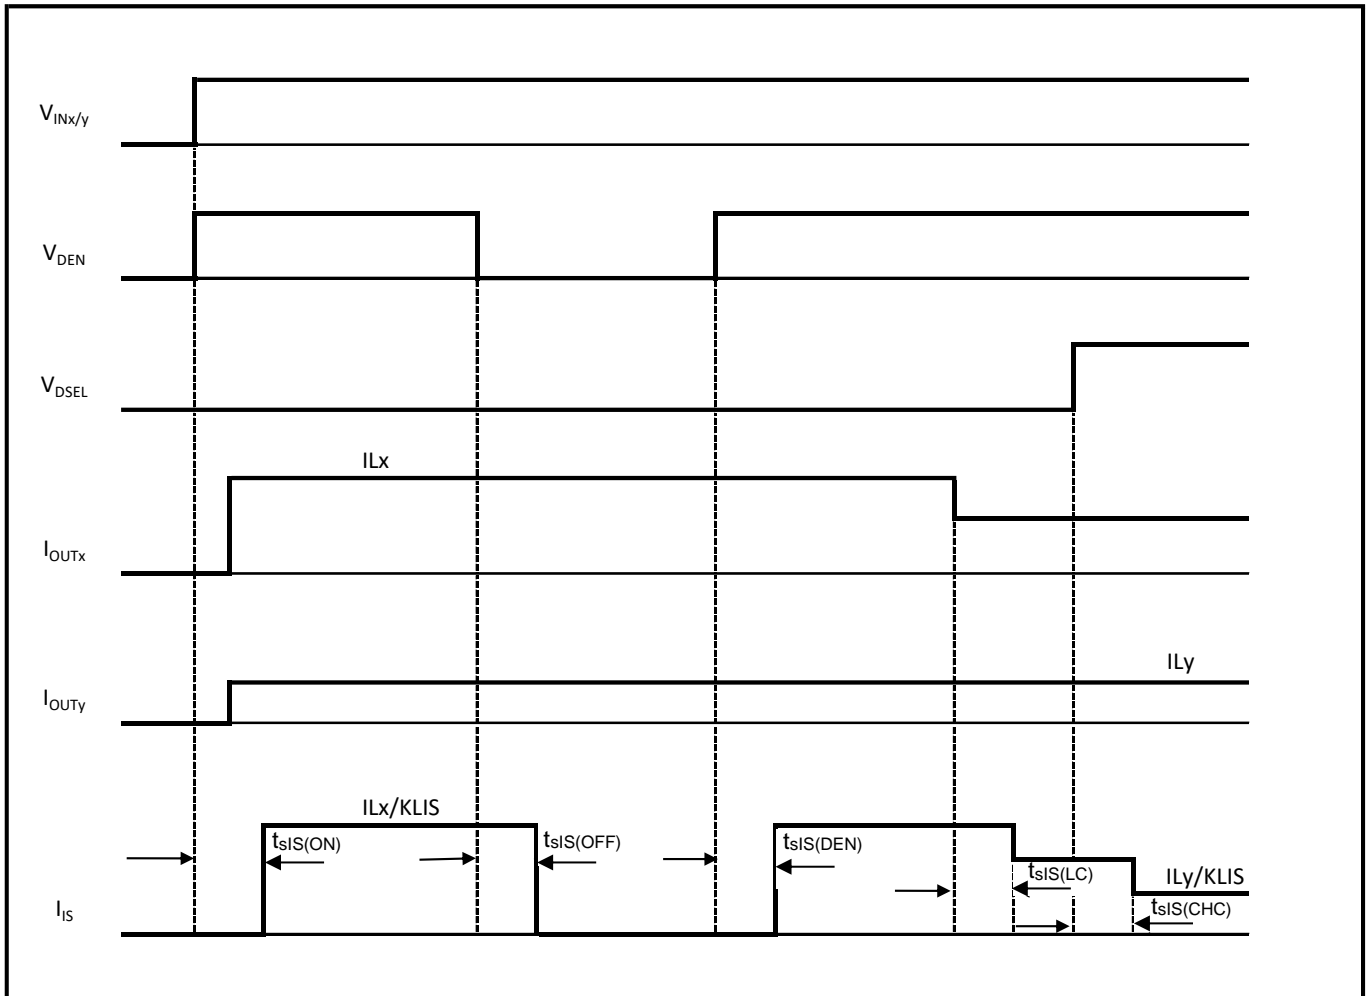 VINx/y
VDEN
VDSEL
ILx
IOUTx
ILy
IOUTy
ILx/KLIS
tsIS(ON)
tsIS(OFF)
tsIS(DEN)
tsIS(LC)
ILy/KLIS
tsIS(CHC)
IIS